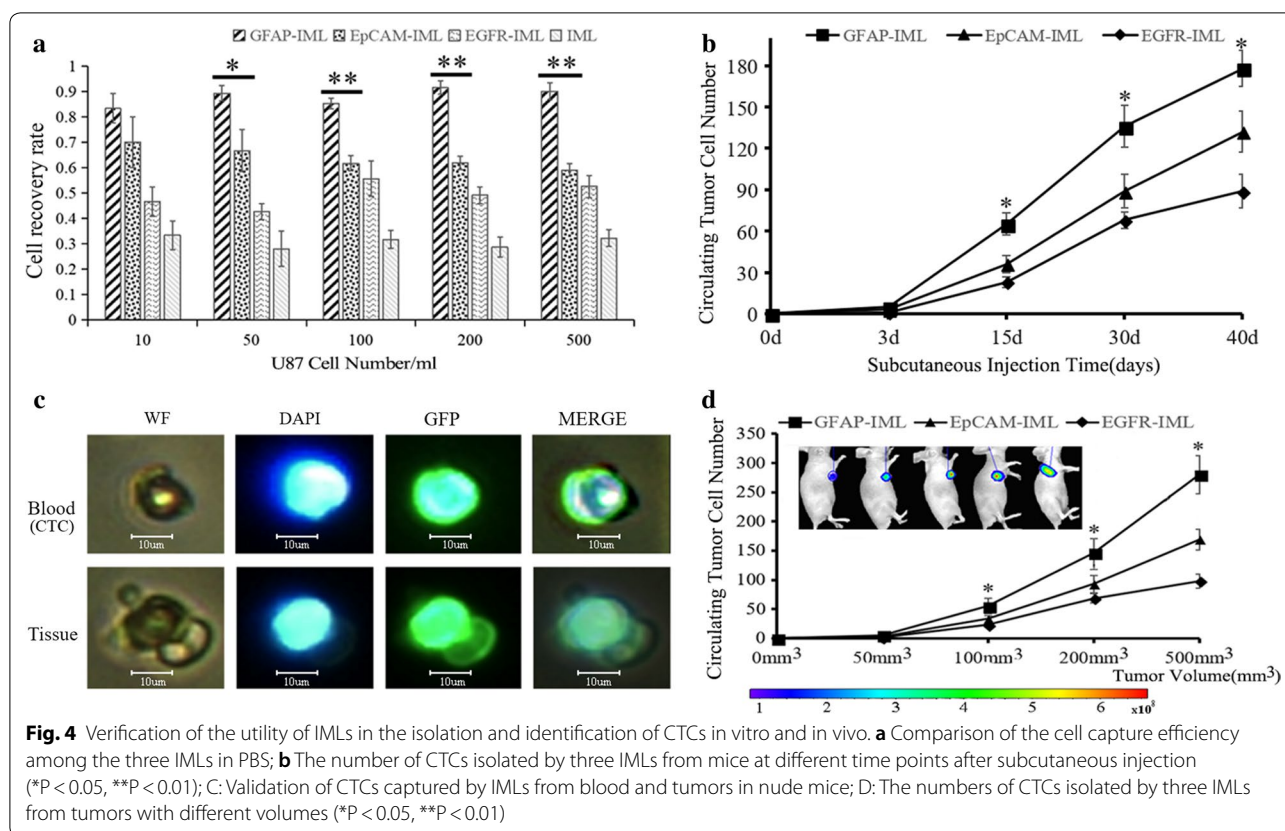 a
GFAP-IML EpCAM-IML EGFR-IML IML
* ** ** **
1
0.9
0.8
0.7
0.6
0.5
0.4
0.3
0.2
0.1
0
Cell recovery rate
10 50 100 200 500
U87 Cell Number/ml
b
GFAP-IML EpCAM-IML EGFR-IML
* * *
180
150
120
90
60
30
0
Circulating Tumor Cell Number
0d 3d 15d 30d 40d
Subcutaneous Injection Time(days)
c
WF DAPI GFP MERGE
Blood
(CTC)
10um 10um 10um 10um
Tissue
10um 10um 10um 10um
d
GFAP-IML EpCAM-IML EGFR-IML
* * *
350
300
250
200
150
100
50
0
Circulating Tumor Cell Number
0mm³ 50mm³ 100mm³ 200mm³ 500mm³
Tumor Volume(mm³)
1 2 3 4 5 6 x10⁸
Fig. 4 Verification of the utility of IMLs in the isolation and identification of CTCs in vitro and in vivo. a Comparison of the cell capture efficiency
among the three IMLs in PBS; b The number of CTCs isolated by three IMLs from mice at different time points after subcutaneous injection
(*P < 0.05, **P < 0.01); C: Validation of CTCs captured by IMLs from blood and tumors in nude mice; D: The numbers of CTCs isolated by three IMLs
from tumors with different volumes (*P < 0.05, **P < 0.01)